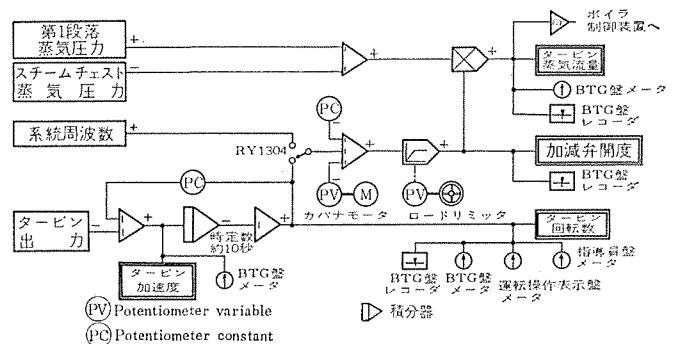 第1段落
蒸気圧力
スチームチェスト
蒸気圧力
系統周波数
タービン
出力
PC
タービン
加速度
時定数
約10秒
BTG盤
メータ
RY1304
PC
PV
M
ガバナモータ
PV
ロードリミッタ
ボイラ
制御装置へ
タービン
蒸気流量
BTG盤メータ
BTG盤
レコーダ
加減弁開度
BTG盤
レコーダ
タービン
回転数
BTG盤
レコーダ
BTG盤
メータ
運転操作表示盤
メータ
指導員盤
メータ
PV Potentiometer variable
PC Potentiometer constant
積分器